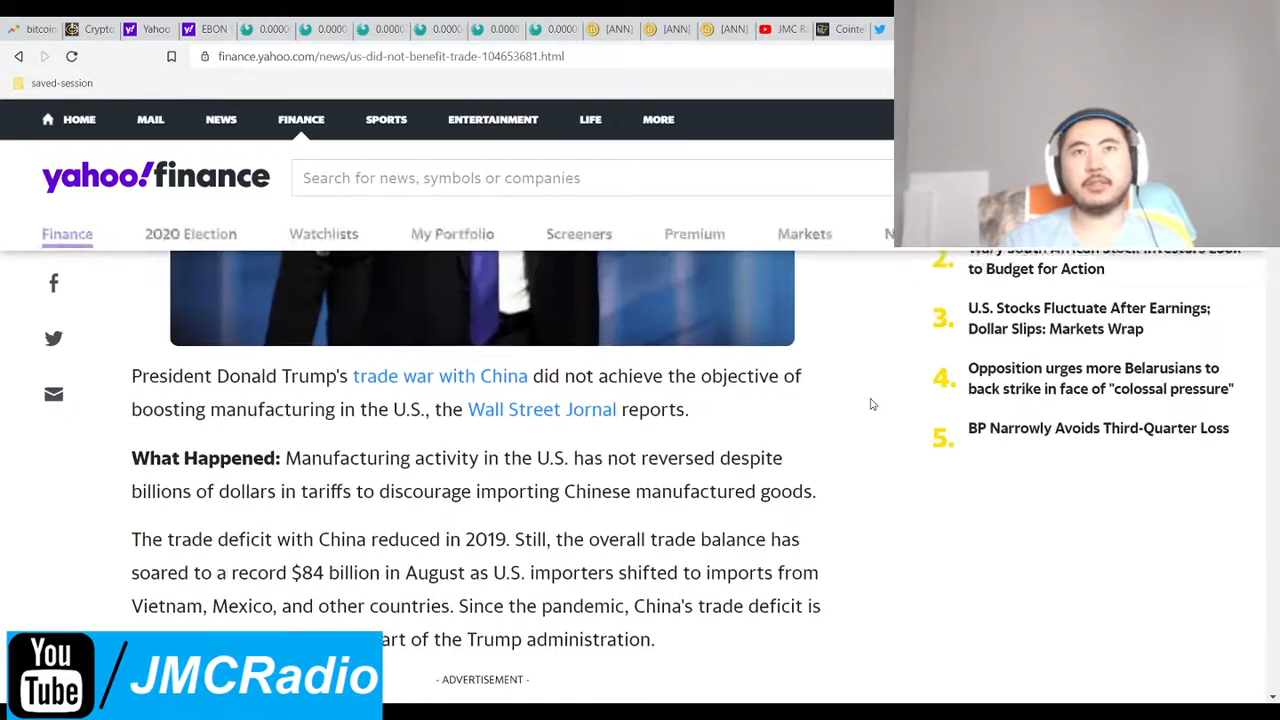 bitcoin Crypto Yahoo EBON 0.0000 0.0000 0.0000 0.0000 0.0000 0.0000 [ANN] [ANN] [ANN] JMC Ra Cointe
finance.yahoo.com/news/us-did-not-benefit-trade-104653681.html
saved-session
HOME MAIL NEWS FINANCE SPORTS ENTERTAINMENT LIFE MORE
yahoo!finance
Search for news, symbols or companies
Finance 2020 Election Watchlists My Portfolio Screeners Premium Markets N
2. Wary South African Stock Investors Look
to Budget for Action
3. U.S. Stocks Fluctuate After Earnings;
Dollar Slips: Markets Wrap
4. Opposition urges more Belarusians to
back strike in face of "colossal pressure"
5. BP Narrowly Avoids Third-Quarter Loss
President Donald Trump's trade war with China did not achieve the objective of
boosting manufacturing in the U.S., the Wall Street Jornal reports.
What Happened: Manufacturing activity in the U.S. has not reversed despite
billions of dollars in tariffs to discourage importing Chinese manufactured goods.
The trade deficit with China reduced in 2019. Still, the overall trade balance has
soared to a record $84 billion in August as U.S. importers shifted to imports from
Vietnam, Mexico, and other countries. Since the pandemic, China's trade deficit is
art of the Trump administration.
- ADVERTISEMENT -
You
Tube
/JMCRadio